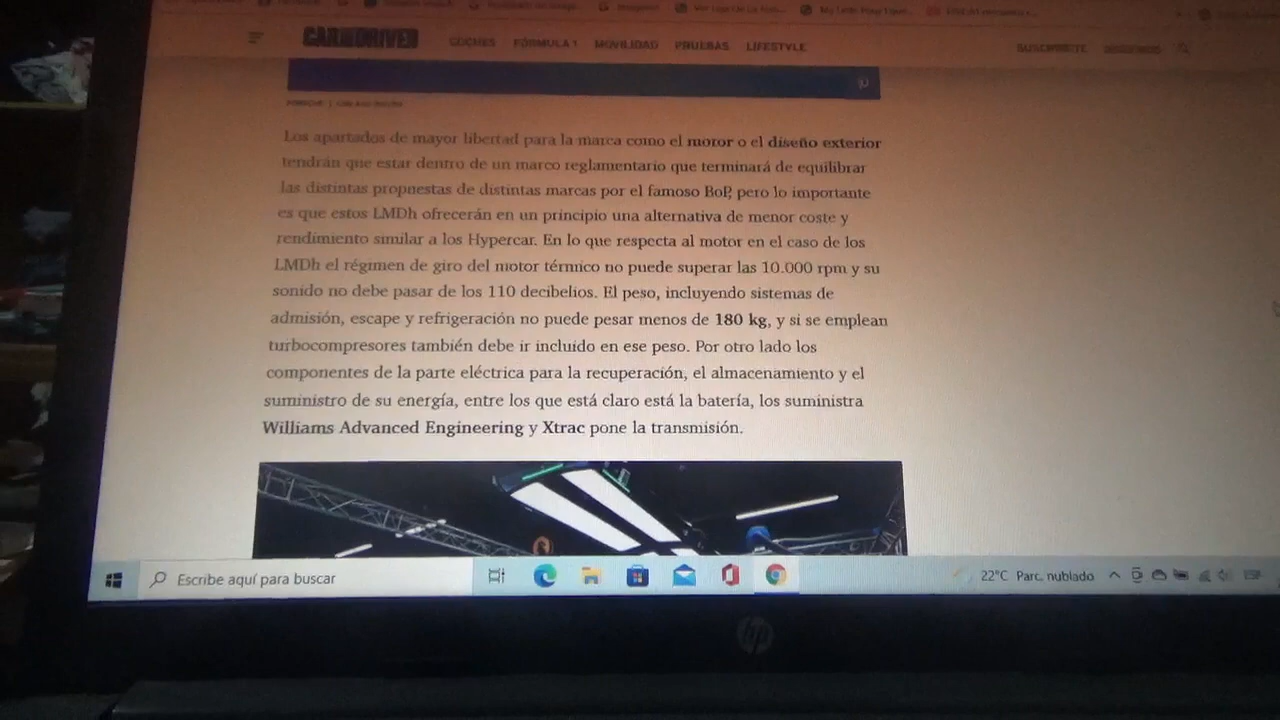 CARANDDRIVER COCHES FÓRMULA 1 MOVILIDAD PRUEBAS LIFESTYLE SUSCRÍBETE
Los apartados de mayor libertad para la marca como el motor o el diseño exterior
tendrán que estar dentro de un marco reglamentario que terminará de equilibrar
las distintas propuestas de distintas marcas por el famoso BoP, pero lo importante
es que estos LMDh ofrecerán en un principio una alternativa de menor coste y
rendimiento similar a los Hypercar. En lo que respecta al motor en el caso de los
LMDh el régimen de giro del motor térmico no puede superar las 10.000 rpm y su
sonido no debe pasar de los 110 decibelios. El peso, incluyendo sistemas de
admisión, escape y refrigeración no puede pesar menos de 180 kg, y si se emplean
turbocompresores también debe ir incluido en ese peso. Por otro lado los
componentes de la parte eléctrica para la recuperación, el almacenamiento y el
suministro de su energía, entre los que está claro está la batería, los suministra
Williams Advanced Engineering y Xtrac pone la transmisión.
Escribe aquí para buscar
22°C Parc. nublado
hp